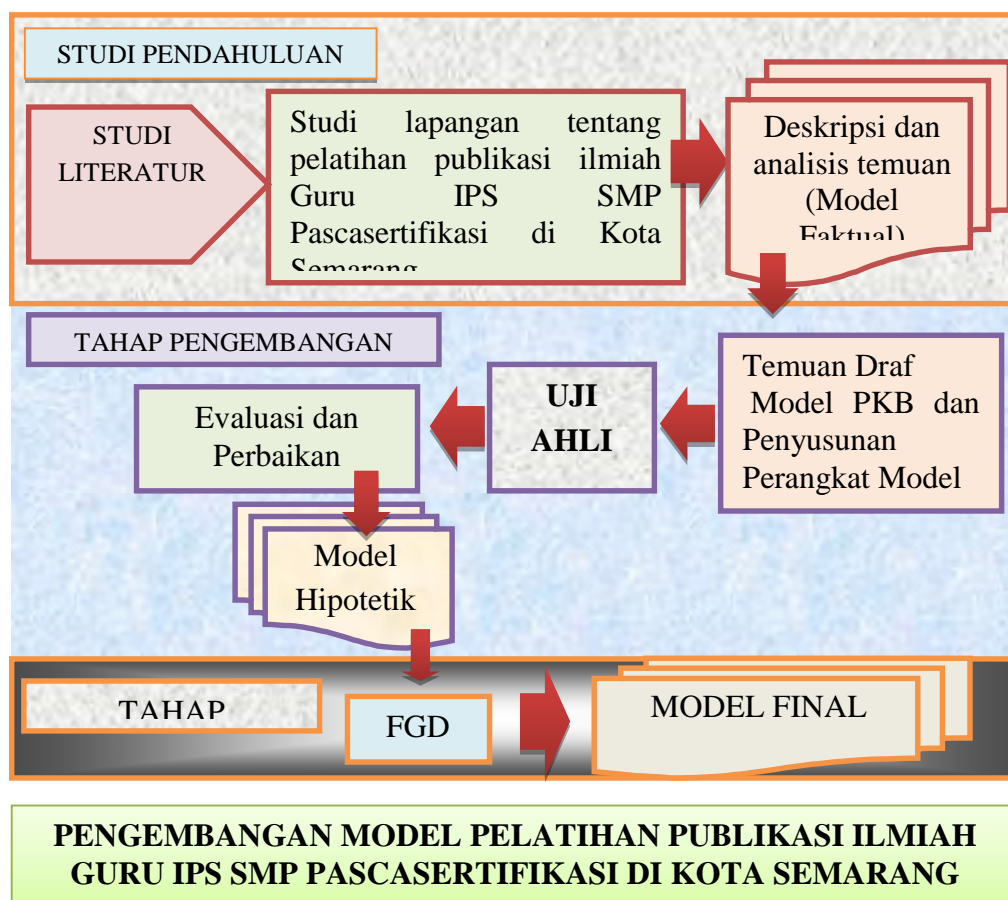 STUDI PENDAHULUAN
STUDI
LITERATUR
Studi lapangan tentang
pelatihan publikasi ilmiah
Guru IPS SMP
Pascasertifikasi di Kota
Semarang
Deskripsi dan
analisis temuan
(Model
Faktual)
TAHAP PENGEMBANGAN
Temuan Draf
Model PKB dan
Penyusunan
Perangkat Model
UJI
AHLI
Evaluasi dan
Perbaikan
Model
Hipotetik
TAHAP
FGD
MODEL FINAL
PENGEMBANGAN MODEL PELATIHAN PUBLIKASI ILMIAH
GURU IPS SMP PASCASERTIFIKASI DI KOTA SEMARANG